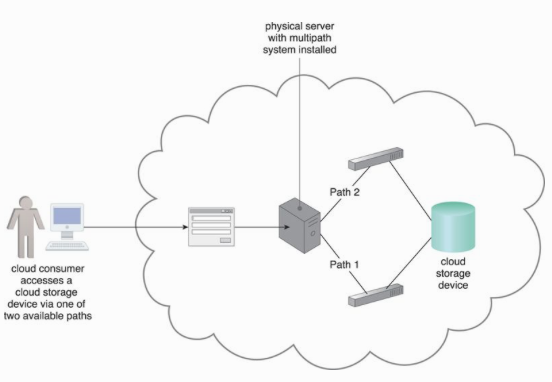 physical server
with multipath
system installed
Path 2
Path 1
cloud consumer
accesses a
cloud storage
device via one of
two available paths
cloud
storage
device